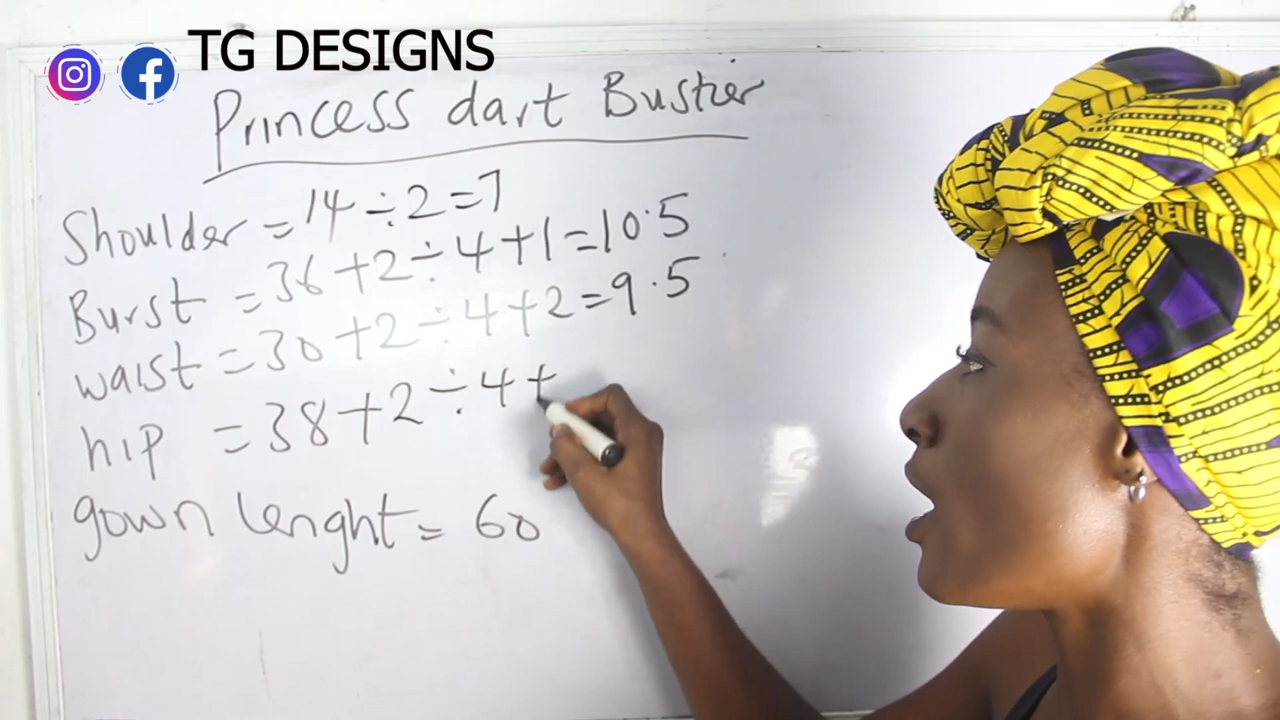 TG DESIGNS
Princess dart Bustier
Shoulder = 14 ÷ 2 = 7
Burst = 36 + 2 ÷ 4 + 1 = 10.5
waist = 30 + 2 ÷ 4 + 2 = 9.5
hip = 38 + 2 ÷ 4 +
gown lenght = 60